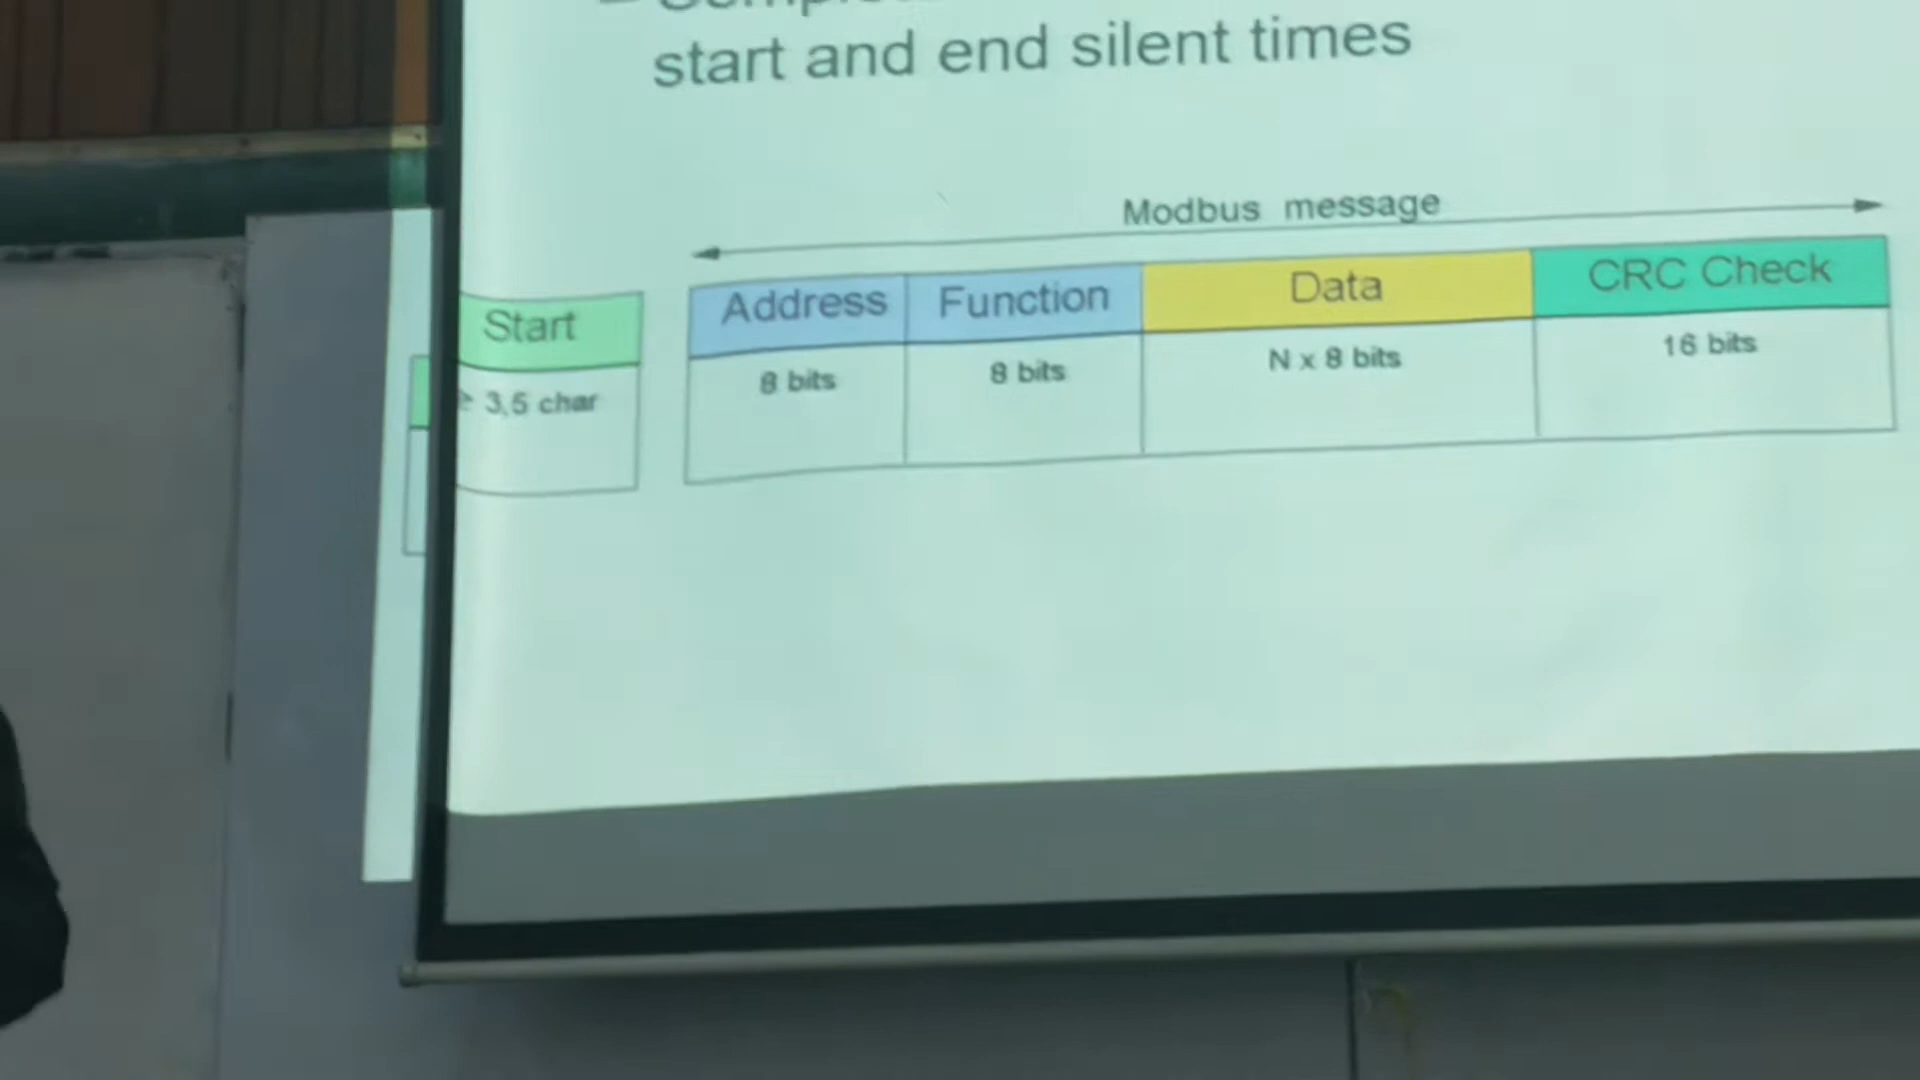 start and end silent times
Modbus message
Start Address Function Data CRC Check
≥ 3,5 char 8 bits 8 bits N x 8 bits 16 bits